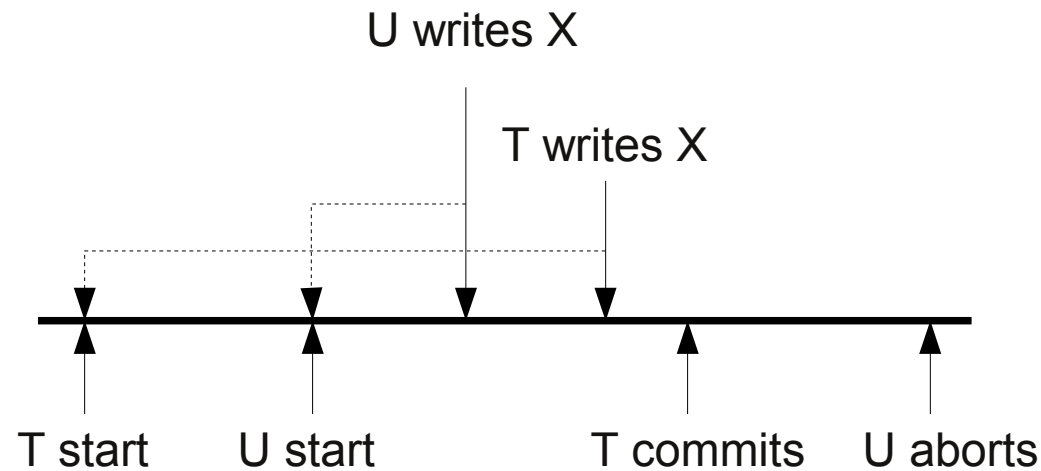 U writes X
T writes X
T start
U start
T commits
U aborts